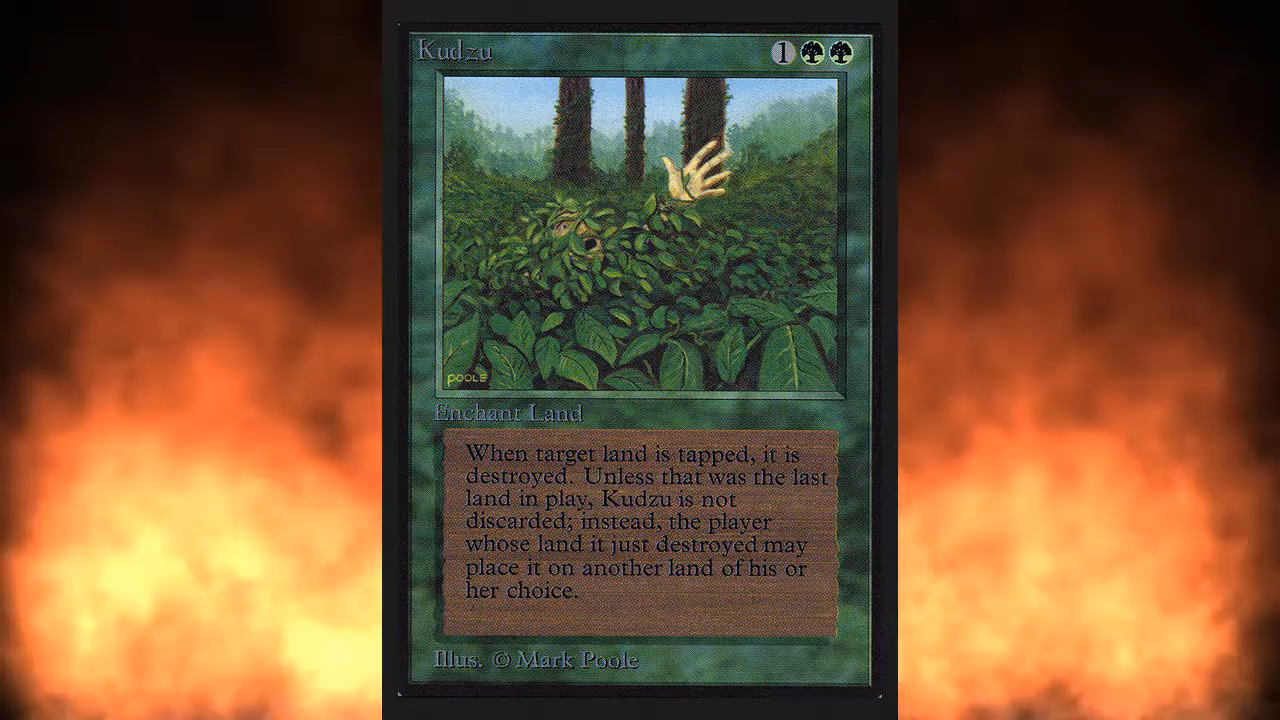 Kudzu 1
POOLE
Enchant Land
When target land is tapped, it is
destroyed. Unless that was the last
land in play, Kudzu is not
discarded; instead, the player
whose land it just destroyed may
place it on another land of his or
her choice.
Illus. © Mark Poole